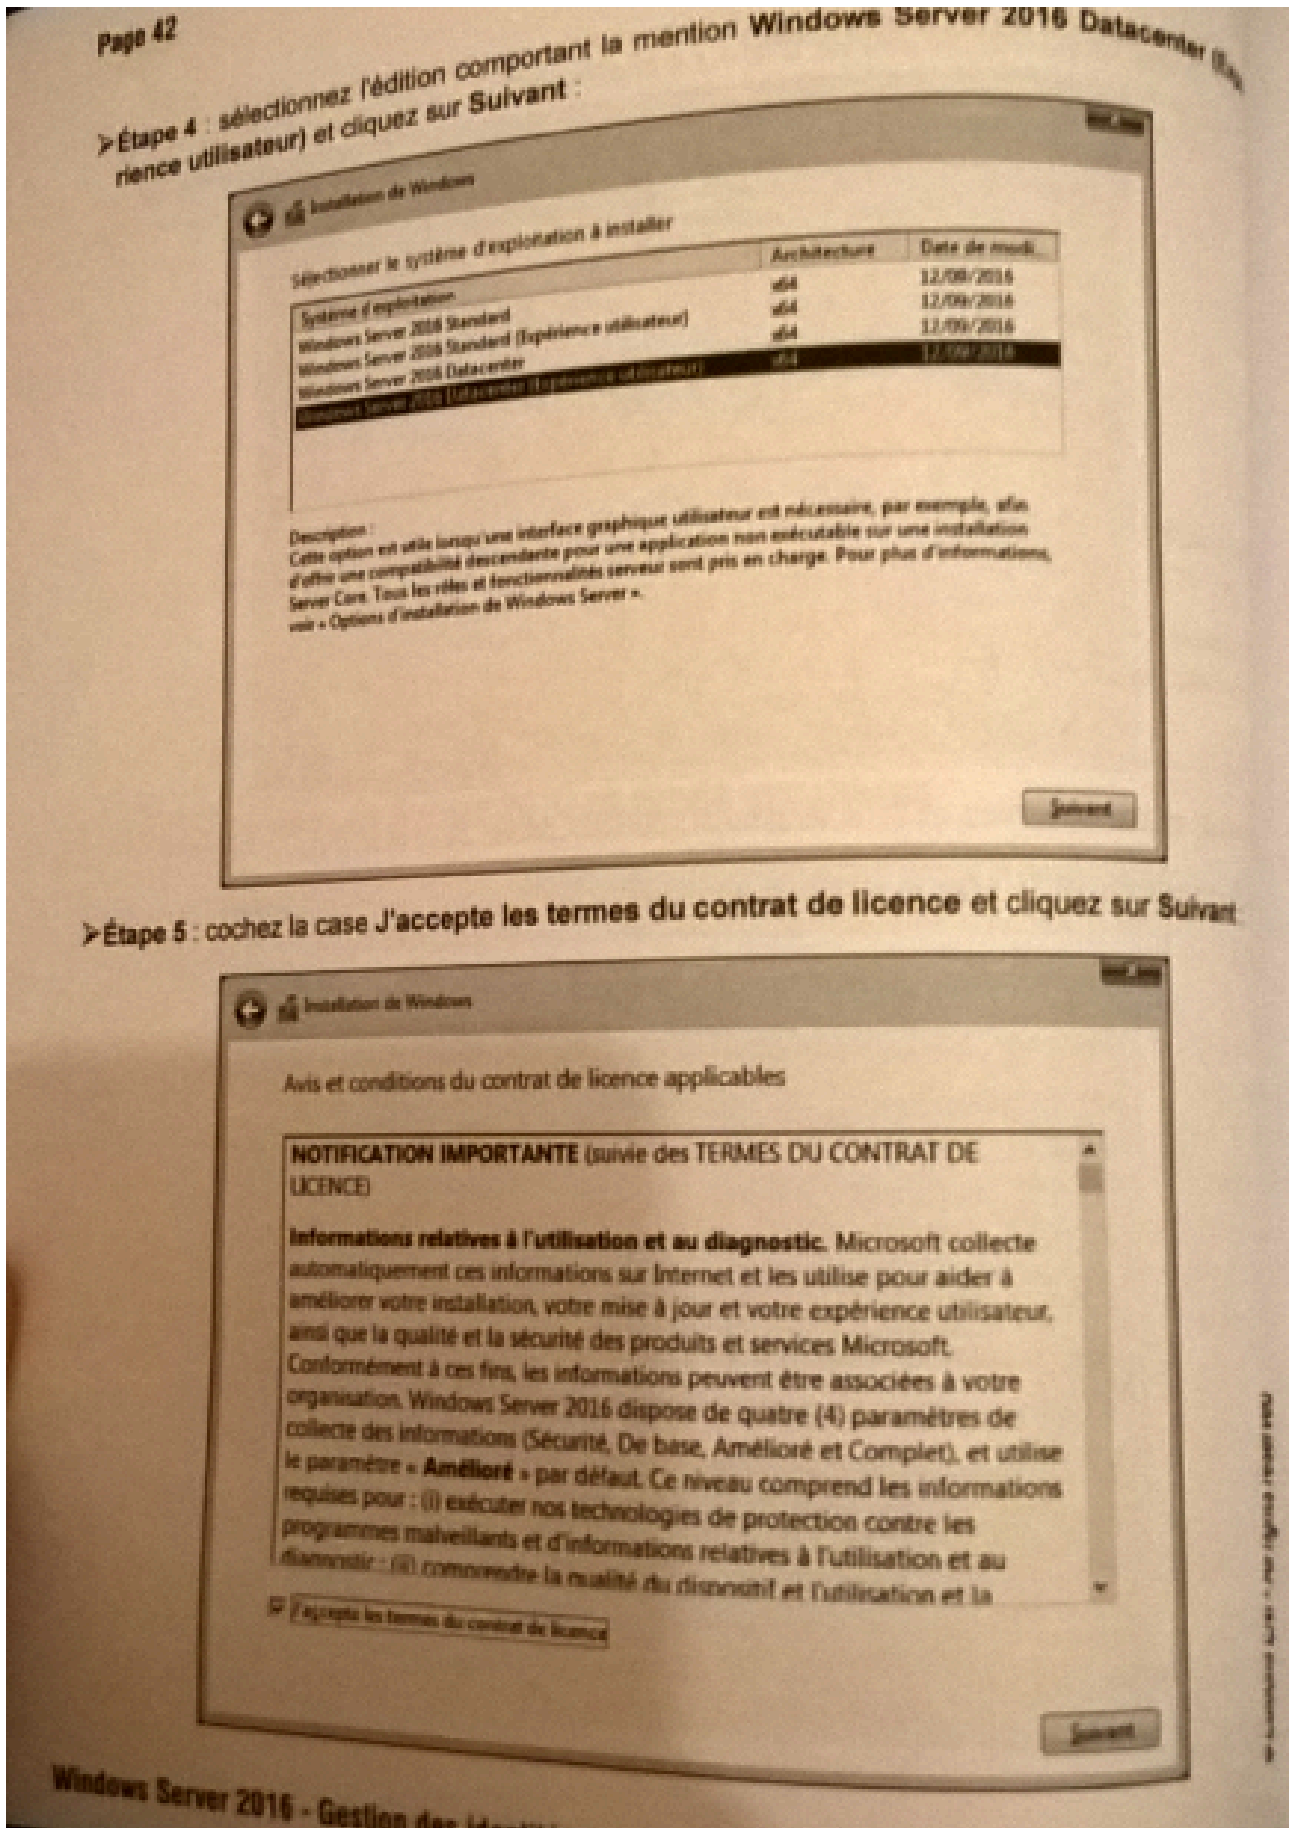 Page 42
➤Étape 4 : sélectionnez l'édition comportant la mention Windows Server 2016 Datacenter
rience utilisateur) et cliquez sur Suivant :
Installation de Windows
Sélectionner le système d'exploitation à installer
Système d'exploitation Architecture Date de modi...
Windows Server 2016 Standard x64 12/09/2016
Windows Server 2016 Standard (Expérience utilisateur) x64 12/09/2016
Windows Server 2016 Datacenter x64 12/09/2016
Windows Server 2016 Datacenter (Expérience utilisateur) x64 12/09/2016
Description :
Cette option est utile lorsqu'une interface graphique utilisateur est nécessaire, par exemple, afin
d'offrir une compatibilité descendante pour une application non exécutable sur une installation
Server Core. Tous les rôles et fonctionnalités serveur sont pris en charge. Pour plus d'informations,
voir « Options d'installation de Windows Server ».
Suivant
➤Étape 5 : cochez la case J'accepte les termes du contrat de licence et cliquez sur Suivant
Installation de Windows
Avis et conditions du contrat de licence applicables
NOTIFICATION IMPORTANTE (suivie des TERMES DU CONTRAT DE
LICENCE)
Informations relatives à l'utilisation et au diagnostic. Microsoft collecte
automatiquement ces informations sur Internet et les utilise pour aider à
améliorer votre installation, votre mise à jour et votre expérience utilisateur,
ainsi que la qualité et la sécurité des produits et services Microsoft.
Conformément à ces fins, les informations peuvent être associées à votre
organisation. Windows Server 2016 dispose de quatre (4) paramètres de
collecte des informations (Sécurité, De base, Amélioré et Complet), et utilise
le paramètre « Amélioré » par défaut. Ce niveau comprend les informations
requises pour : (i) exécuter nos technologies de protection contre les
programmes malveillants et d'informations relatives à l'utilisation et au
diagnostic ; (ii) comprendre la qualité du dispositif et l'utilisation et la
J'accepte les termes du contrat de licence
Suivant
Windows Server 2016 - Gestion des